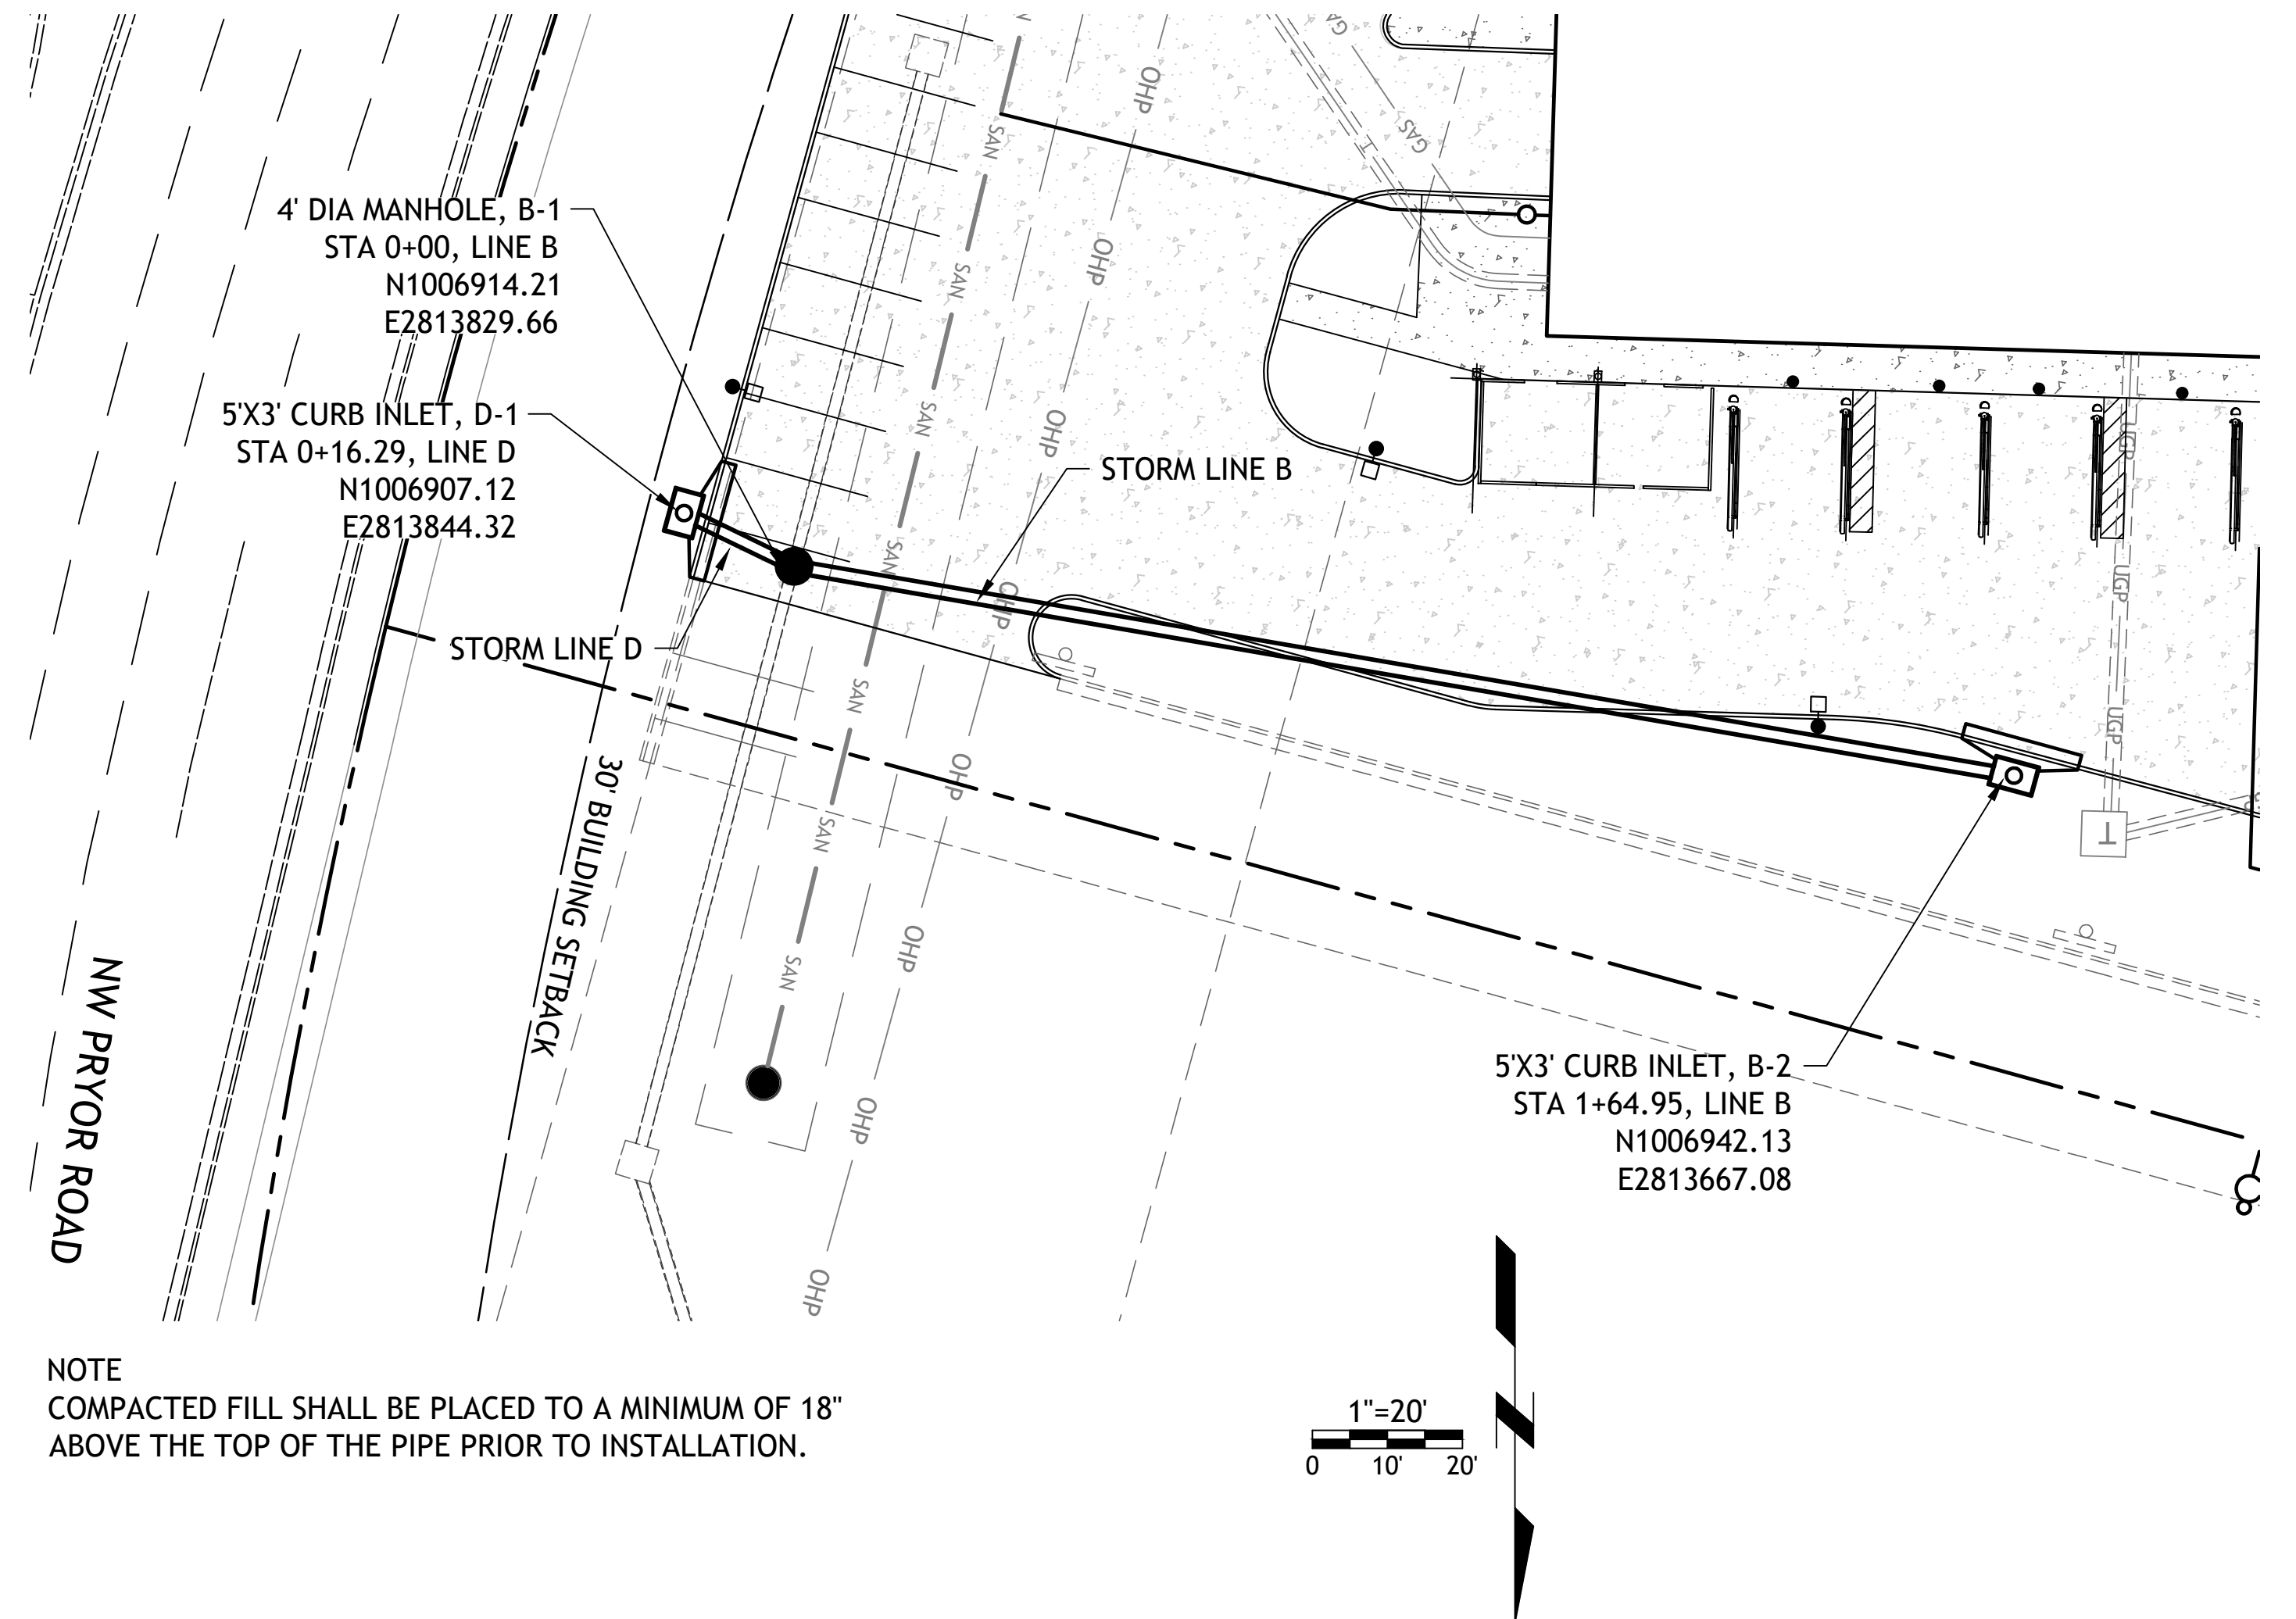 GAS
OHP
SAN
GAS
4' DIA MANHOLE, B-1
STA 0+00, LINE B
N1006914.21
E2813829.66
OHP
SAN
5'X3' CURB INLET, D-1
STA 0+16.29, LINE D
N1006907.12
E2813844.32
SAN
OHP
UGP
STORM LINE B
SAN
OHP
UGP
STORM LINE D
SAN
UGP
OHP
30' BUILDING SETBACK
SAN
T
OHP
SAN
NW PRYOR ROAD
5'X3' CURB INLET, B-2
STA 1+64.95, LINE B
N1006942.13
E2813667.08
OHP
OHP
NOTE
COMPACTED FILL SHALL BE PLACED TO A MINIMUM OF 18"
ABOVE THE TOP OF THE PIPE PRIOR TO INSTALLATION.
1"=20'
0 10' 20'
N